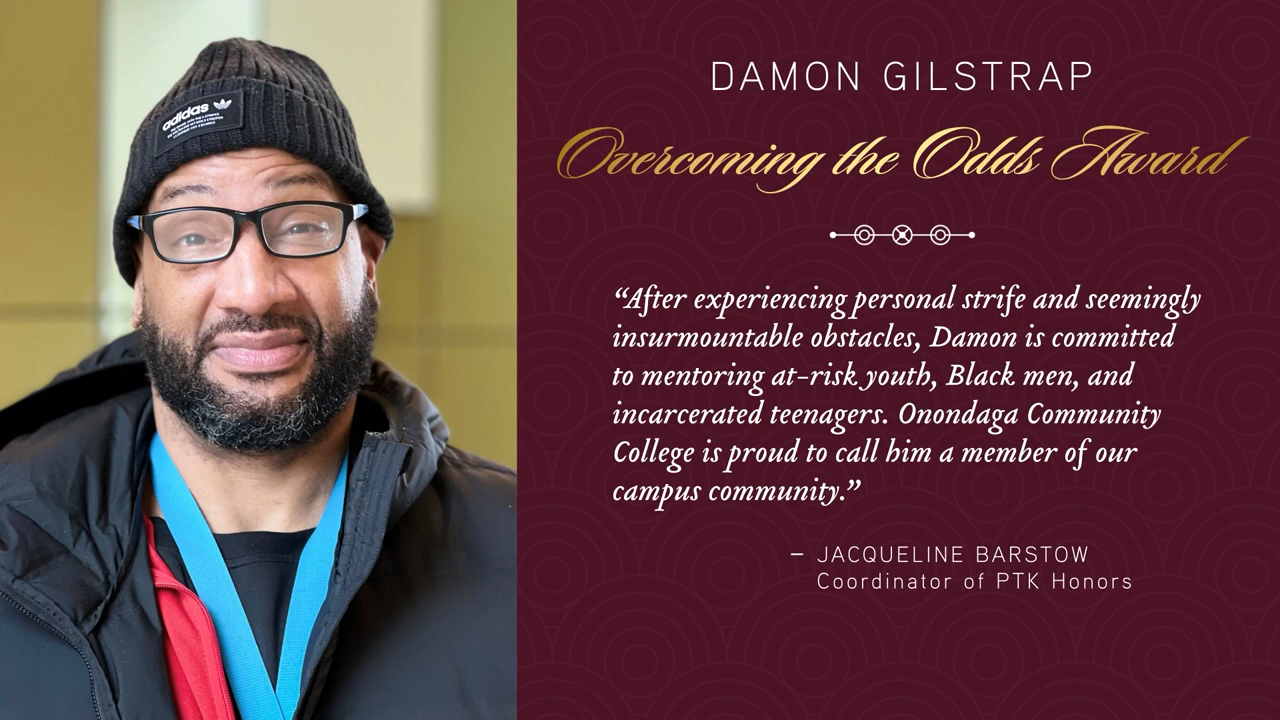 adidas
DAMON GILSTRAP
Overcoming the Odds Award
“After experiencing personal strife and seemingly
insurmountable obstacles, Damon is committed
to mentoring at-risk youth, Black men, and
incarcerated teenagers. Onondaga Community
College is proud to call him a member of our
campus community.”
– JACQUELINE BARSTOW
Coordinator of PTK Honors